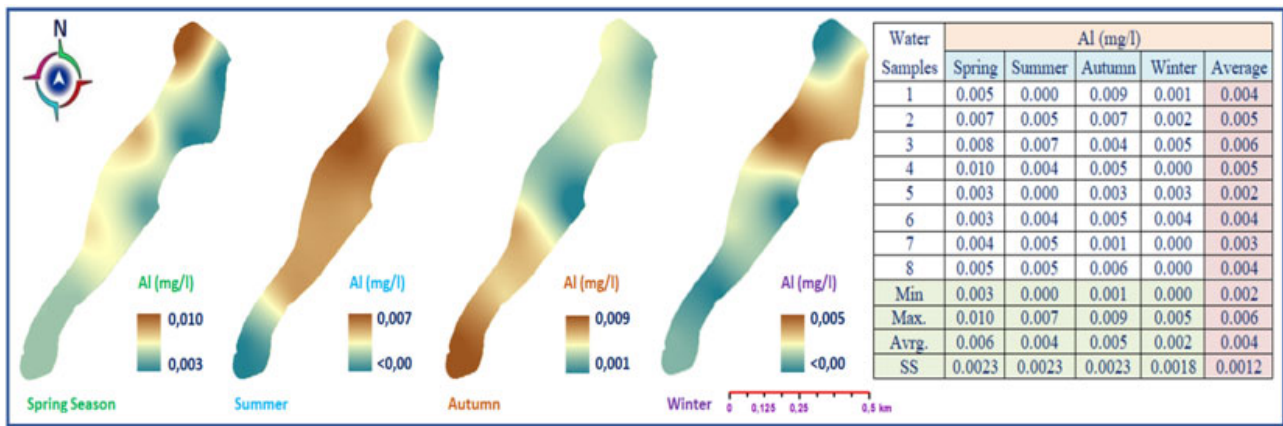 N
Al (mg/l)
0,010
0,003
Spring Season
Al (mg/l)
0,007
<0,00
Summer
Al (mg/l)
0,009
0,001
Autumn
Al (mg/l)
0,005
<0,00
Winter
0 0,125 0,25 0,5 km
Water Samples Al (mg/l)
Spring Summer Autumn Winter Average
1 0.005 0.000 0.009 0.001 0.004
2 0.007 0.005 0.007 0.002 0.005
3 0.008 0.007 0.004 0.005 0.006
4 0.010 0.004 0.005 0.000 0.005
5 0.003 0.000 0.003 0.003 0.002
6 0.003 0.004 0.005 0.004 0.004
7 0.004 0.005 0.001 0.000 0.003
8 0.005 0.005 0.006 0.000 0.004
Min 0.003 0.000 0.001 0.000 0.002
Max. 0.010 0.007 0.009 0.005 0.006
Avrg. 0.006 0.004 0.005 0.002 0.004
SS 0.0023 0.0023 0.0023 0.0018 0.0012